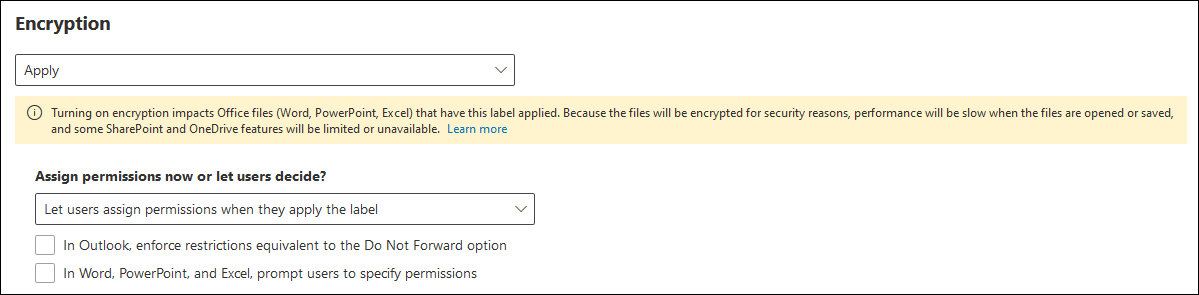 Encryption
Apply
Turning on encryption impacts Office files (Word, PowerPoint, Excel) that have this label applied. Because the files will be encrypted for security reasons, performance will be slow when the files are opened or saved,
and some SharePoint and OneDrive features will be limited or unavailable. Learn more
Assign permissions now or let users decide?
Let users assign permissions when they apply the label
In Outlook, enforce restrictions equivalent to the Do Not Forward option
In Word, PowerPoint, and Excel, prompt users to specify permissions